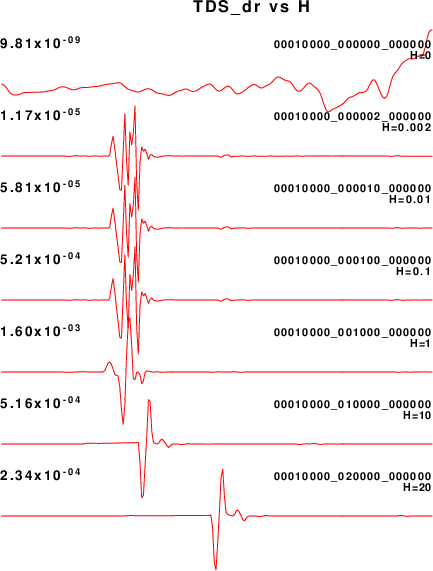 TDS_dr vs H
9.81x10-09 00010000_000000_000000
H=0
1.17x10-05 00010000_000002_000000
H=0.002
5.81x10-05 00010000_000010_000000
H=0.01
5.21x10-04 00010000_000100_000000
H=0.1
1.60x10-03 00010000_001000_000000
H=1
5.16x10-04 00010000_010000_000000
H=10
2.34x10-04 00010000_020000_000000
H=20